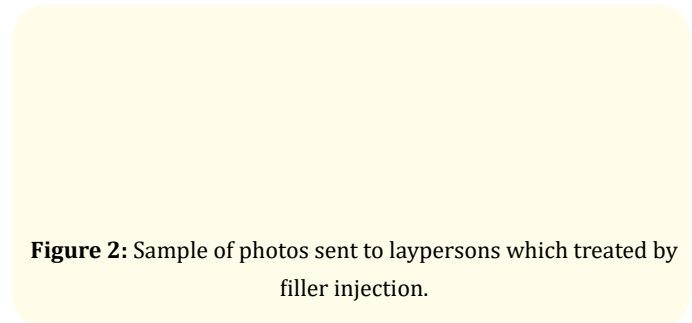 Figure 2: Sample of photos sent to laypersons which treated by
filler injection.